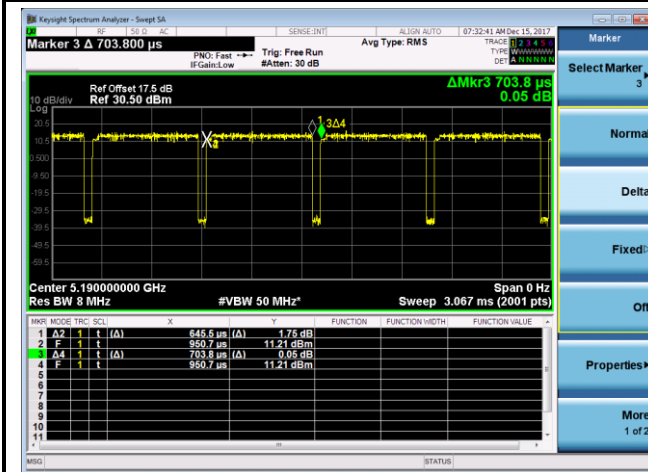 Keysight Spectrum Analyzer - Swept SA
RF 50 Ω AC SENSE:INT ALIGN AUTO 07:32:41 AM Dec 15, 2017
Marker 3 Δ 703.800 µs
PNO: Fast
IFGain:Low
Trig: Free Run
#Atten: 30 dB
Avg Type: RMS
TRACE 1 2 3 4 5 6
TYPE WWWWWW
DET A N N N N N
Ref Offset 17.5 dB
Ref 30.50 dBm
10 dB/div
Log
ΔMkr3 703.8 µs
0.05 dB
20.5
10.5
0.500
-9.50
-19.5
-29.5
-39.5
-49.5
-59.5
1 3Δ4
Center 5.190000000 GHz
Span 0 Hz
Res BW 8 MHz
#VBW 50 MHz*
Sweep 3.067 ms (2001 pts)
MKR MODE TRC SCL X Y FUNCTION FUNCTION WIDTH FUNCTION VALUE
1 Δ2 1 t (Δ) 645.5 µs (Δ) 1.75 dB
2 F 1 t 950.7 µs 11.21 dBm
3 Δ4 1 t (Δ) 703.8 µs (Δ) 0.05 dB
4 F 1 t 950.7 µs 11.21 dBm
5
6
7
8
9
10
11
MSG
STATUS
Marker
Select Marker
3
Normal
Delta
Fixed
Off
Properties
More
1 of 2